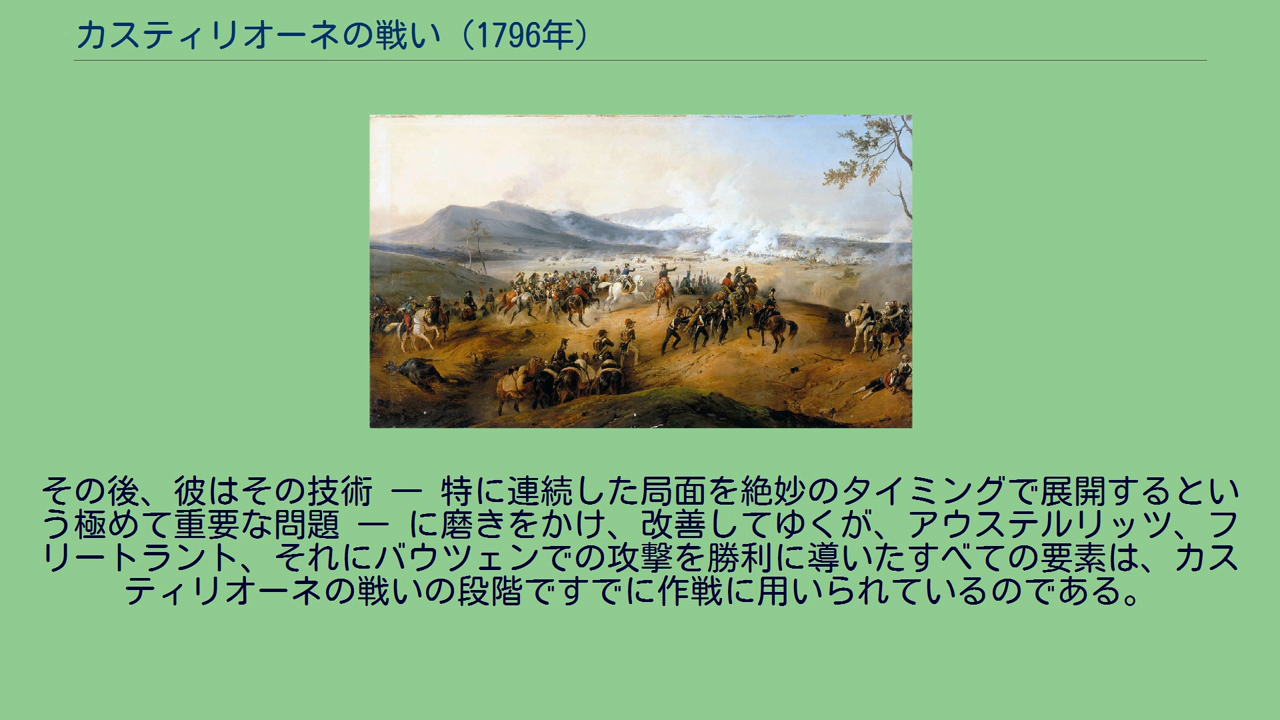 カスティリオーネの戦い（1796年）
その後、彼はその技術 ― 特に連続した局面を絶妙のタイミングで展開するとい
う極めて重要な問題 ― に磨きをかけ、改善してゆくが、アウステルリッツ、フ
リートラント、それにバウツェンでの攻撃を勝利に導いたすべての要素は、カス
ティリオーネの戦いの段階ですでに作戦に用いられているのである。